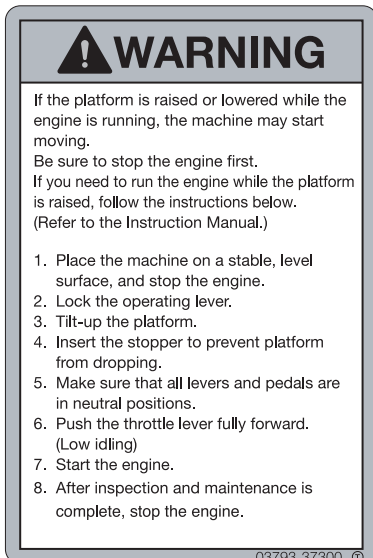 WARNING
If the platform is raised or lowered while the
engine is running, the machine may start
moving.
Be sure to stop the engine first.
If you need to run the engine while the platform
is raised, follow the instructions below.
(Refer to the Instruction Manual.)
1. Place the machine on a stable, level
surface, and stop the engine.
2. Lock the operating lever.
3. Tilt-up the platform.
4. Insert the stopper to prevent platform
from dropping.
5. Make sure that all levers and pedals are
in neutral positions.
6. Push the throttle lever fully forward.
(Low idling)
7. Start the engine.
8. After inspection and maintenance is
complete, stop the engine.
03793-37300 Ⓣ